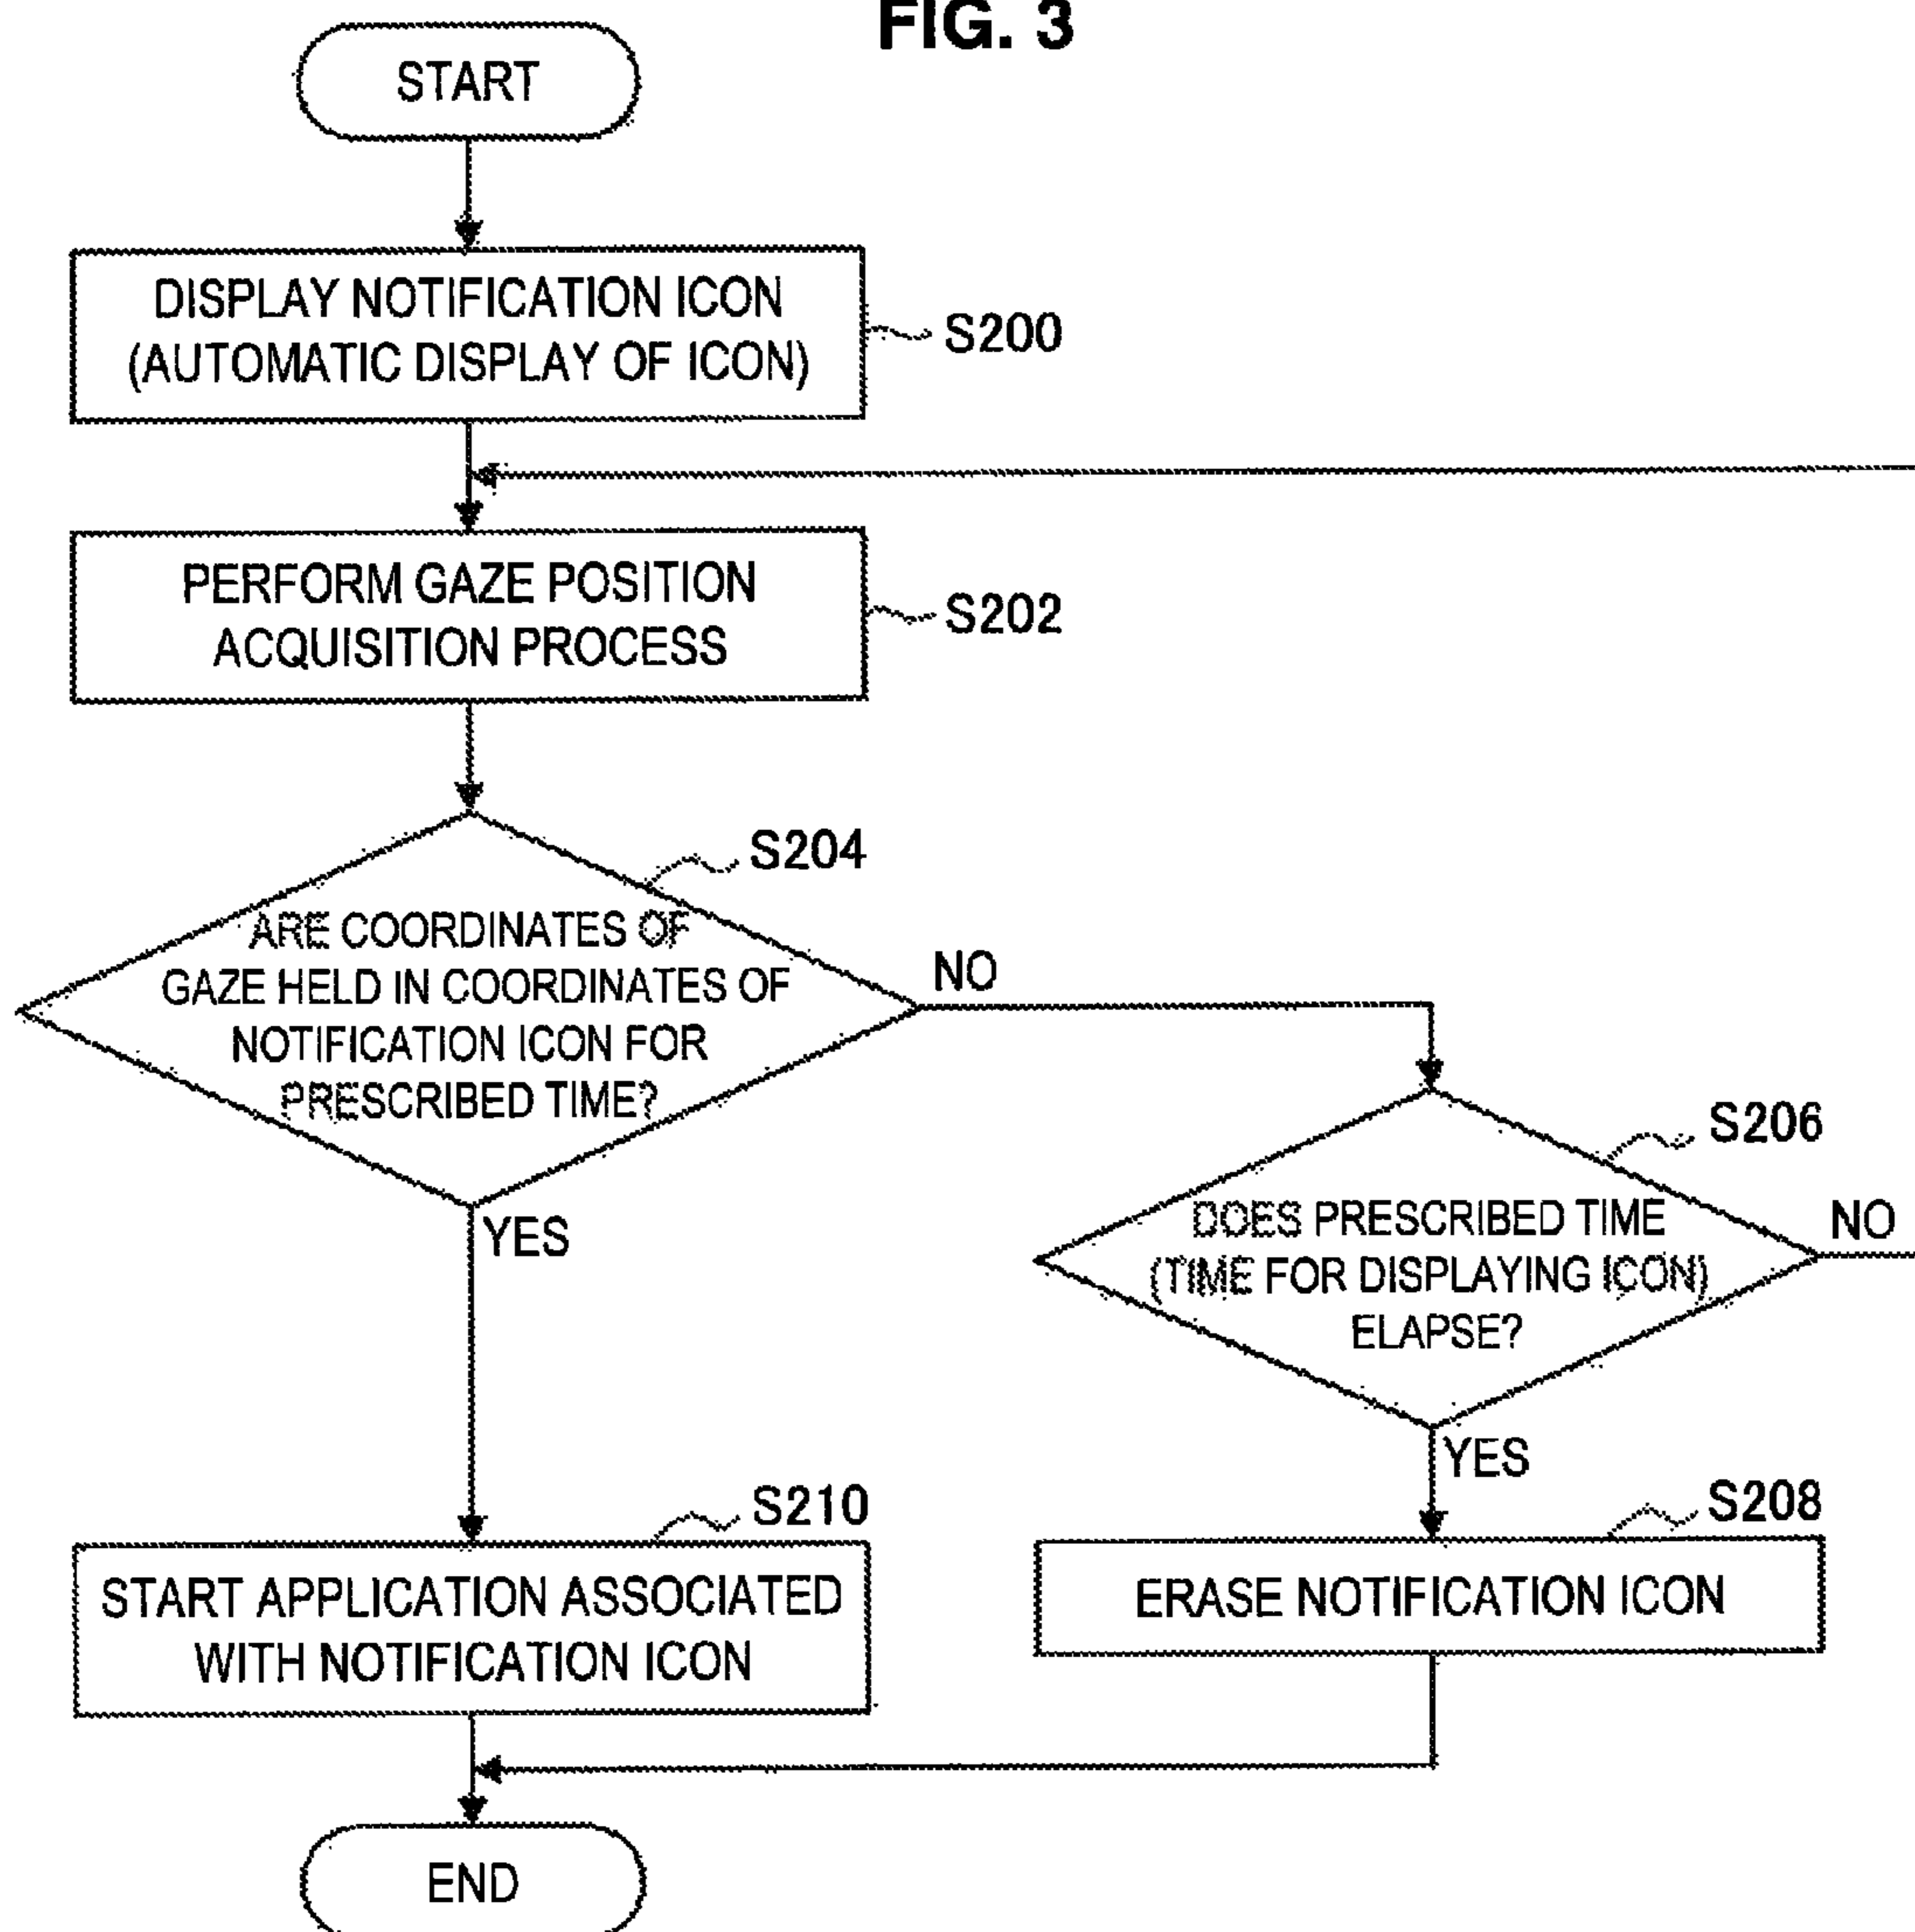 FIG. 3
START
DISPLAY NOTIFICATION ICON
(AUTOMATIC DISPLAY OF ICON)
S200
PERFORM GAZE POSITION
ACQUISITION PROCESS
S202
S204
ARE COORDINATES OF
GAZE HELD IN COORDINATES OF
NOTIFICATION ICON FOR
PRESCRIBED TIME?
NO
YES
S206
DOES PRESCRIBED TIME
(TIME FOR DISPLAYING ICON)
ELAPSE?
NO
YES
S210
START APPLICATION ASSOCIATED
WITH NOTIFICATION ICON
S208
ERASE NOTIFICATION ICON
END